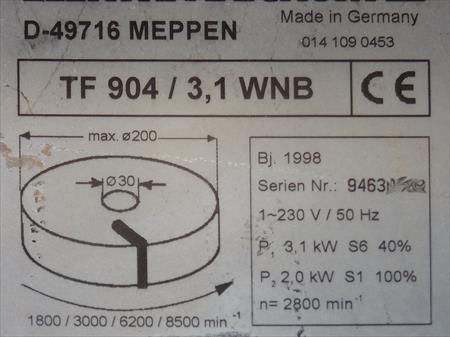 D-49716 MEPPEN
Made in Germany
014 109 0453
TF 904 / 3,1 WNB
CE
max. ø200
Ø30
1800 / 3000 / 6200 / 8500 min⁻¹
Bj. 1998
Serien Nr.: 9463
1~230 V / 50 Hz
P₁ 3,1 kW S6 40%
P₂ 2,0 kW S1 100%
n= 2800 min⁻¹